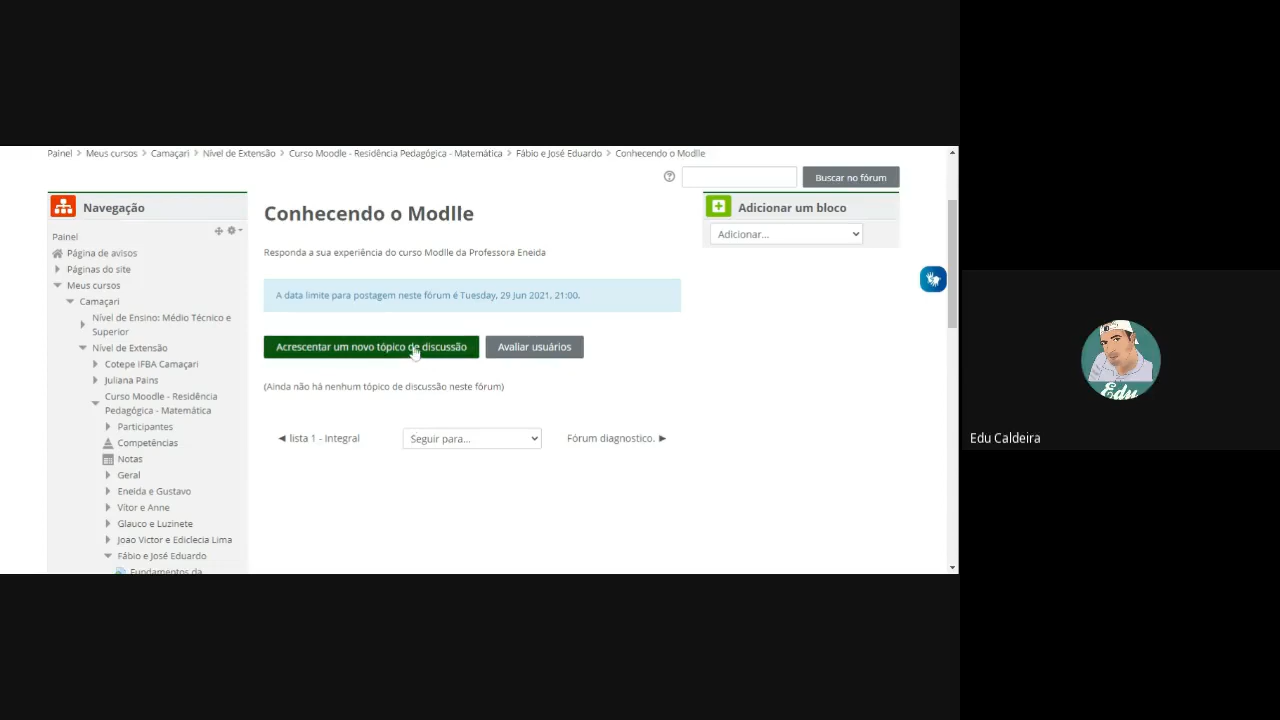 Painel > Meus cursos > Camaçari > Nível de Extensão > Curso Moodle - Residência Pedagógica - Matemática > Fábio e José Eduardo > Conhecendo o Modlle
Buscar no fórum
Navegação
Painel
Página de avisos
Páginas do site
Meus cursos
Camaçari
Nível de Ensino: Médio Técnico e
Superior
Nível de Extensão
Cotepe IFBA Camaçari
Juliana Pains
Curso Moodle - Residência
Pedagógica - Matemática
Participantes
Competências
Notas
Geral
Eneida e Gustavo
Vítor e Anne
Glauco e Luzinete
Joao Victor e Ediclecia Lima
Fábio e José Eduardo
Fundamentos da
Conhecendo o Modlle
Responda a sua experiência do curso Modlle da Professora Eneida
A data limite para postagem neste fórum é Tuesday, 29 Jun 2021, 21:00.
Acrescentar um novo tópico de discussão
Avaliar usuários
(Ainda não há nenhum tópico de discussão neste fórum)
◄ lista 1 - Integral
Seguir para...
Fórum diagnostico. ►
Adicionar um bloco
Adicionar...
Edu
Edu Caldeira